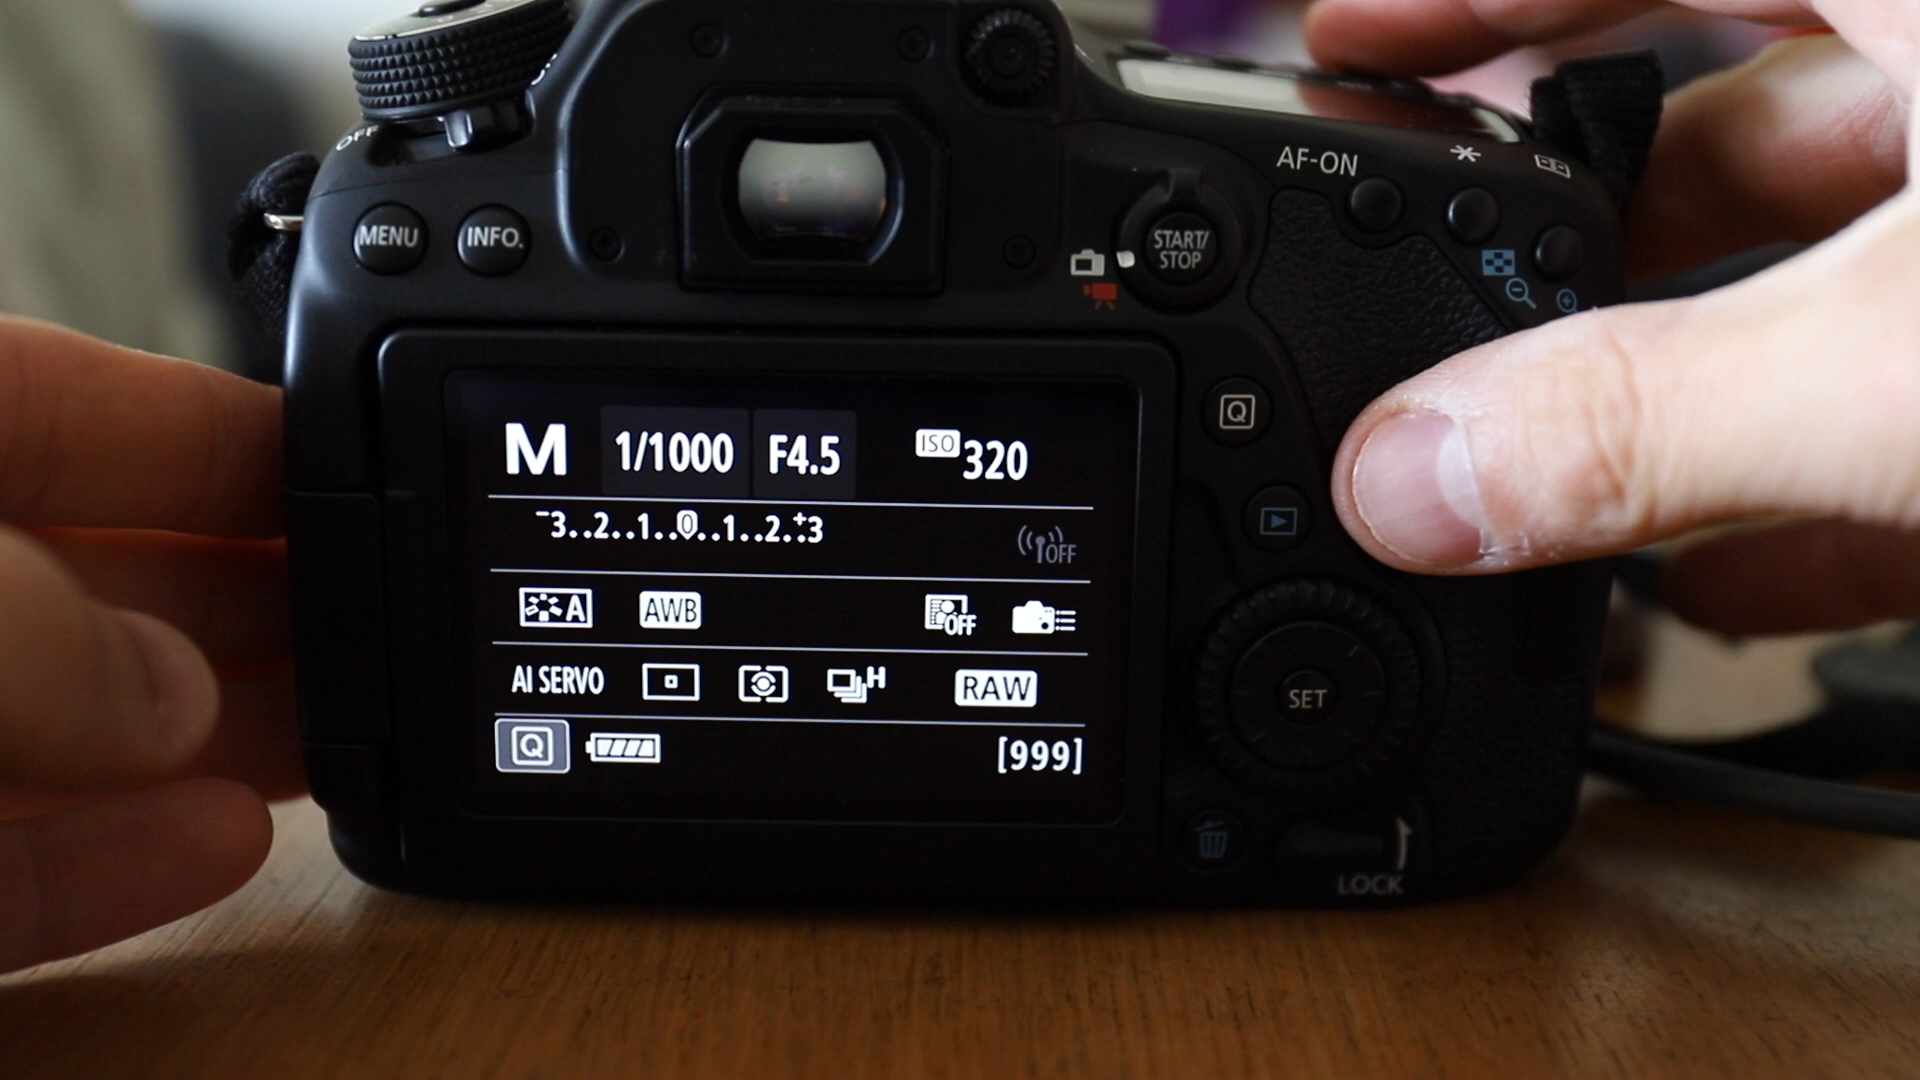 OFF
MENU INFO.
START/
STOP
AF-ON
Q
M 1/1000 F4.5 ISO 320
-3..2..1..0..1..2..+3
OFF
A AWB OFF
AI SERVO H RAW
Q [999]
SET
LOCK